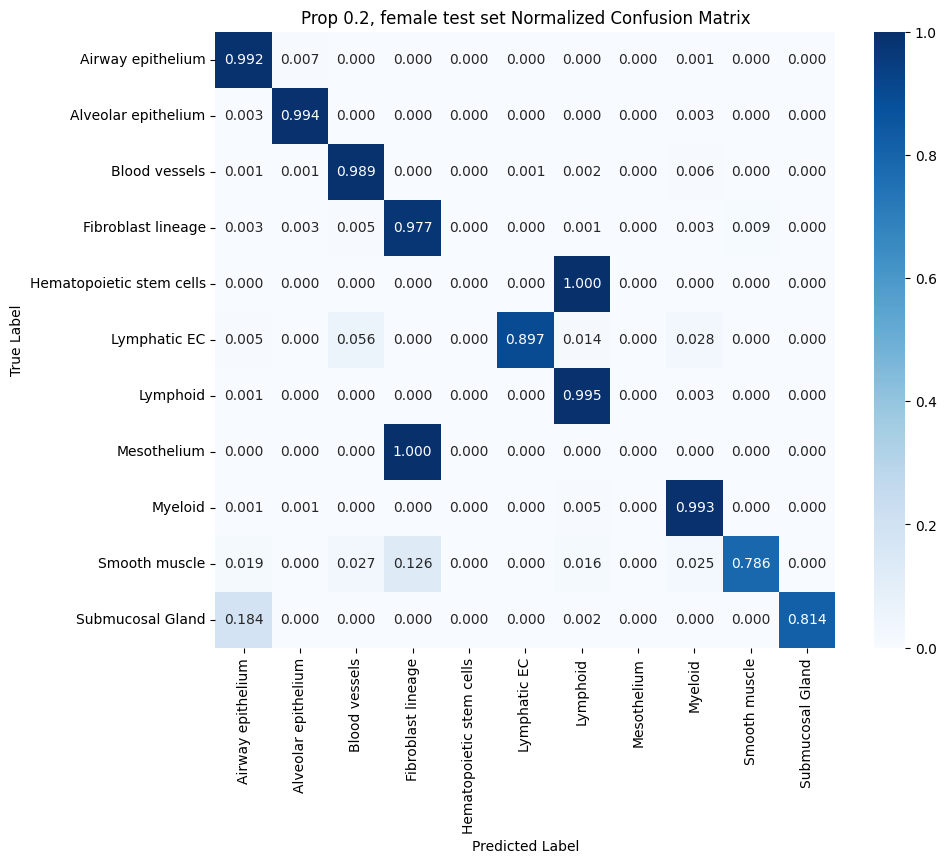 Prop 0.2, female test set Normalized Confusion Matrix
True Label
Airway epithelium 0.992 0.007 0.000 0.000 0.000 0.000 0.000 0.000 0.001 0.000 0.000
Alveolar epithelium 0.003 0.994 0.000 0.000 0.000 0.000 0.000 0.000 0.003 0.000 0.000
Blood vessels 0.001 0.001 0.989 0.000 0.000 0.001 0.002 0.000 0.006 0.000 0.000
Fibroblast lineage 0.003 0.003 0.005 0.977 0.000 0.000 0.001 0.000 0.003 0.009 0.000
Hematopoietic stem cells 0.000 0.000 0.000 0.000 0.000 0.000 1.000 0.000 0.000 0.000 0.000
Lymphatic EC 0.005 0.000 0.056 0.000 0.000 0.897 0.014 0.000 0.028 0.000 0.000
Lymphoid 0.001 0.000 0.000 0.000 0.000 0.000 0.995 0.000 0.003 0.000 0.000
Mesothelium 0.000 0.000 0.000 1.000 0.000 0.000 0.000 0.000 0.000 0.000 0.000
Myeloid 0.001 0.001 0.000 0.000 0.000 0.000 0.005 0.000 0.993 0.000 0.000
Smooth muscle 0.019 0.000 0.027 0.126 0.000 0.000 0.016 0.000 0.025 0.786 0.000
Submucosal Gland 0.184 0.000 0.000 0.000 0.000 0.000 0.002 0.000 0.000 0.000 0.814
Airway epithelium
Alveolar epithelium
Blood vessels
Fibroblast lineage
Hematopoietic stem cells
Lymphatic EC
Lymphoid
Mesothelium
Myeloid
Smooth muscle
Submucosal Gland
Predicted Label
1.0
0.8
0.6
0.4
0.2
0.0